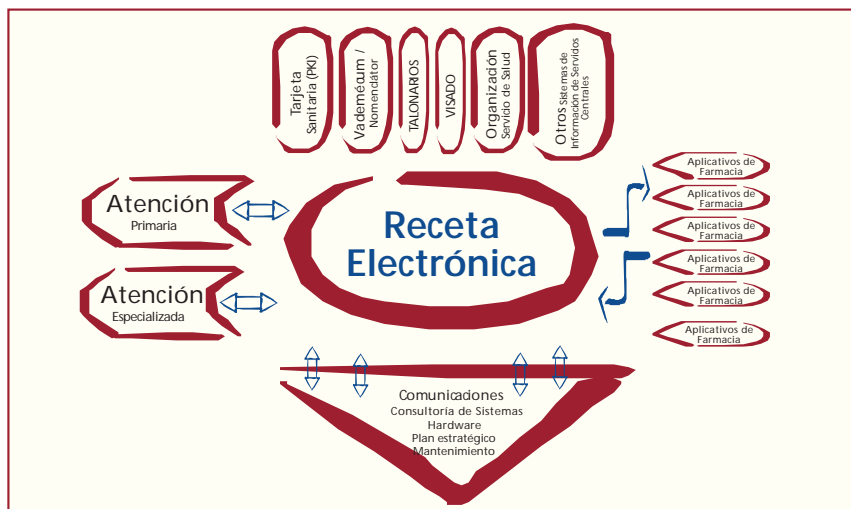 Tarjeta
Sanitaria (PKI)
Vademécum /
Nomenclátor
TALONARIOS
VISADO
Organización
Servicio de Salud
Otros Sistemas de
Información de Servidos
Centrales
Atención
Primaria
Atención
Especializada
Receta
Electrónica
Aplicativos de
Farmacia
Aplicativos de
Farmacia
Aplicativos de
Farmacia
Aplicativos de
Farmacia
Aplicativos de
Farmacia
Aplicativos de
Farmacia
Comunicaciones
Consultoría de Sistemas
Hardware
Plan estratégico
Mantenimiento